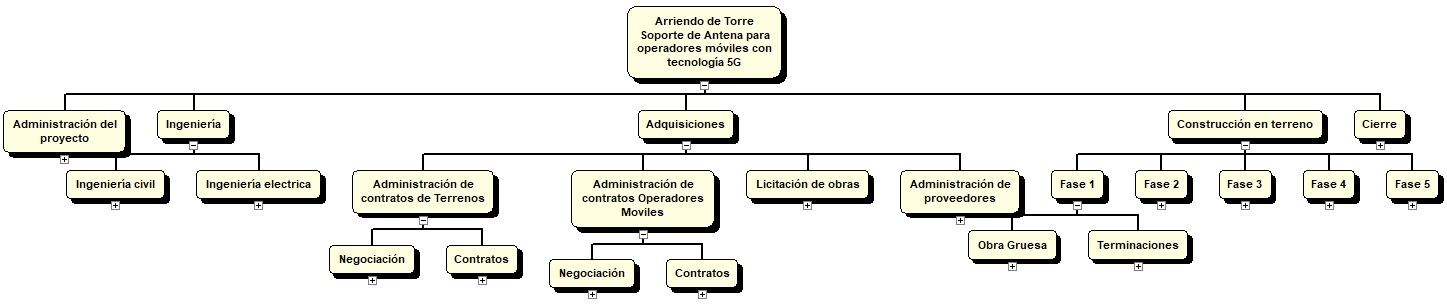 Arriendo de Torre
Soporte de Antena para
operadores móviles con
tecnología 5G
Administración del
proyecto
Ingeniería
Adquisiciones
Construcción en terreno
Cierre
Ingeniería civil
Ingeniería electrica
Administración de
contratos de Terrenos
Administración de
contratos Operadores
Moviles
Licitación de obras
Administración de
proveedores
Fase 1
Fase 2
Fase 3
Fase 4
Fase 5
Negociación
Contratos
Negociación
Contratos
Obra Gruesa
Terminaciones